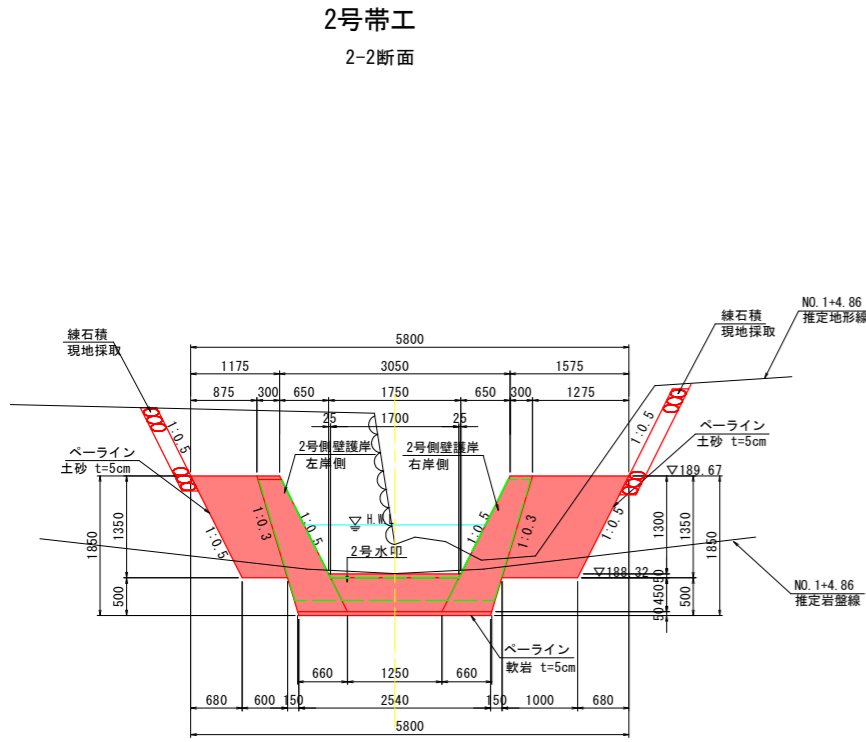 2号帯工
2-2断面
NO.1+4.86
推定地形線
練石積
現地採取
練石積
現地採取
5800
1175 3050 1575
875 300 650 1750 650 300 1275
25 1700 25
1:0.5 1:0.5
ペーライン
土砂 t=5cm
2号側壁護岸
左岸側
2号側壁護岸
右岸側
ペーライン
土砂 t=5cm
▽189.67
H.W.L
1850 1350 500
1:0.5 1:0.3 1:0.5 1:0.5 1:0.3 1:0.5
2号水叩
▽188.32
1300 50 450 50
1350 500
1850
NO.1+4.86
推定岩盤線
ペーライン
軟岩 t=5cm
660 1250 660
680 600 150 2540 150 1000 680
5800